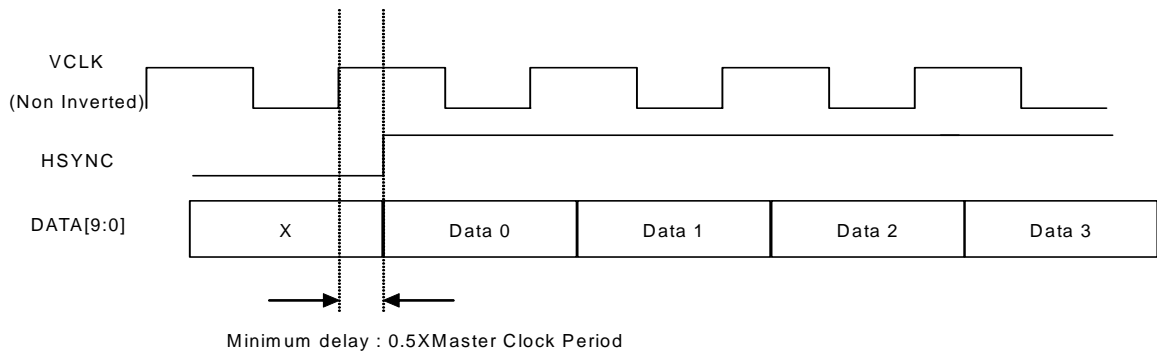 VCLK
(Non Inverted)
HSYNC
DATA[9:0]
X
Data 0
Data 1
Data 2
Data 3
Minimum delay : 0.5XMaster Clock Period